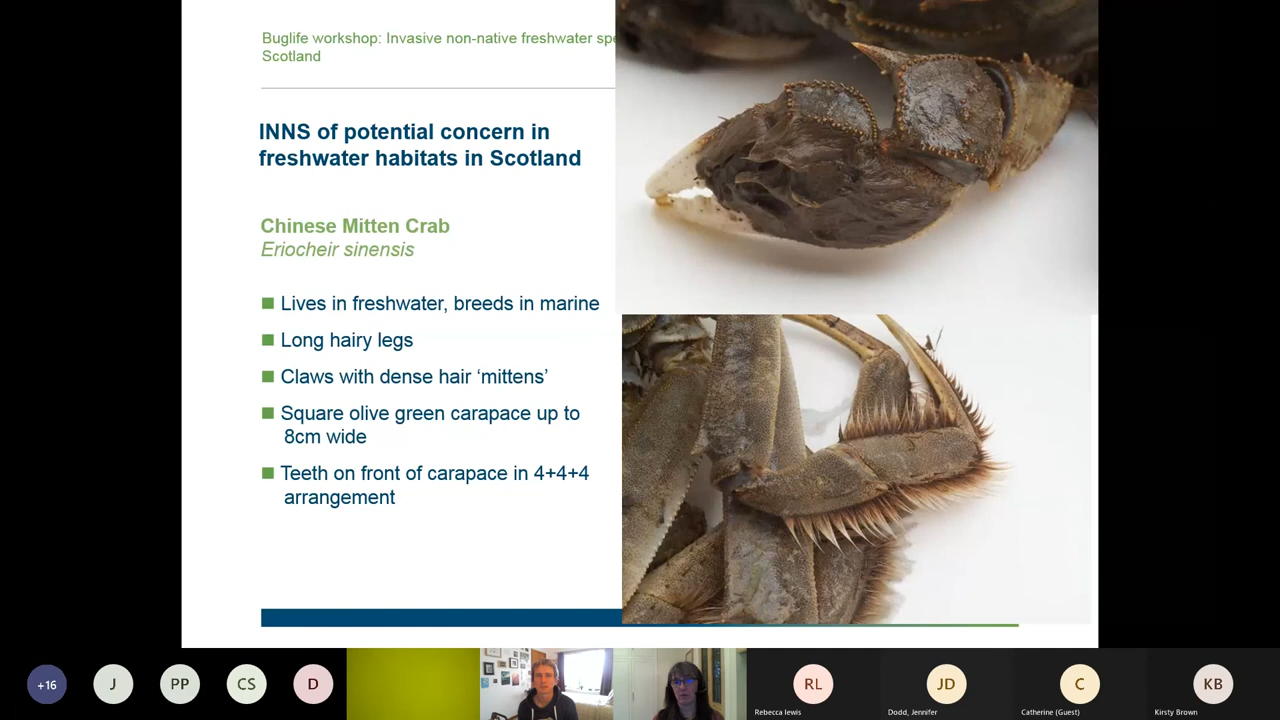 Buglife workshop: Invasive non-native freshwater
Scotland
INNS of potential concern in
freshwater habitats in Scotland
Chinese Mitten Crab
Eriocheir sinensis
Lives in freshwater, breeds in marine
Long hairy legs
Claws with dense hair ‘mittens’
Square olive green carapace up to
8cm wide
Teeth on front of carapace in 4+4+4
arrangement
+16
J
PP
CS
D
RL
JD
C
KB
Rebecca lewis
Dodd, Jennifer
Catherine (Guest)
Kirsty Brown